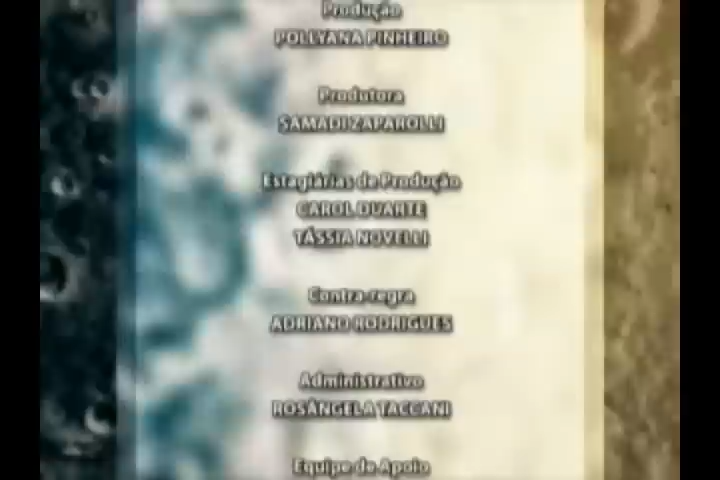 Produção
POLLYANA PINHEIRO
Produtora
SAMADI ZAPAROLLI
Estagiárias de Produção
CAROL DUARTE
TÁSSIA NOVELLI
Contra-regra
ADRIANO RODRIGUES
Administrativo
ROSÂNGELA TACCANI
Equipe de Apoio